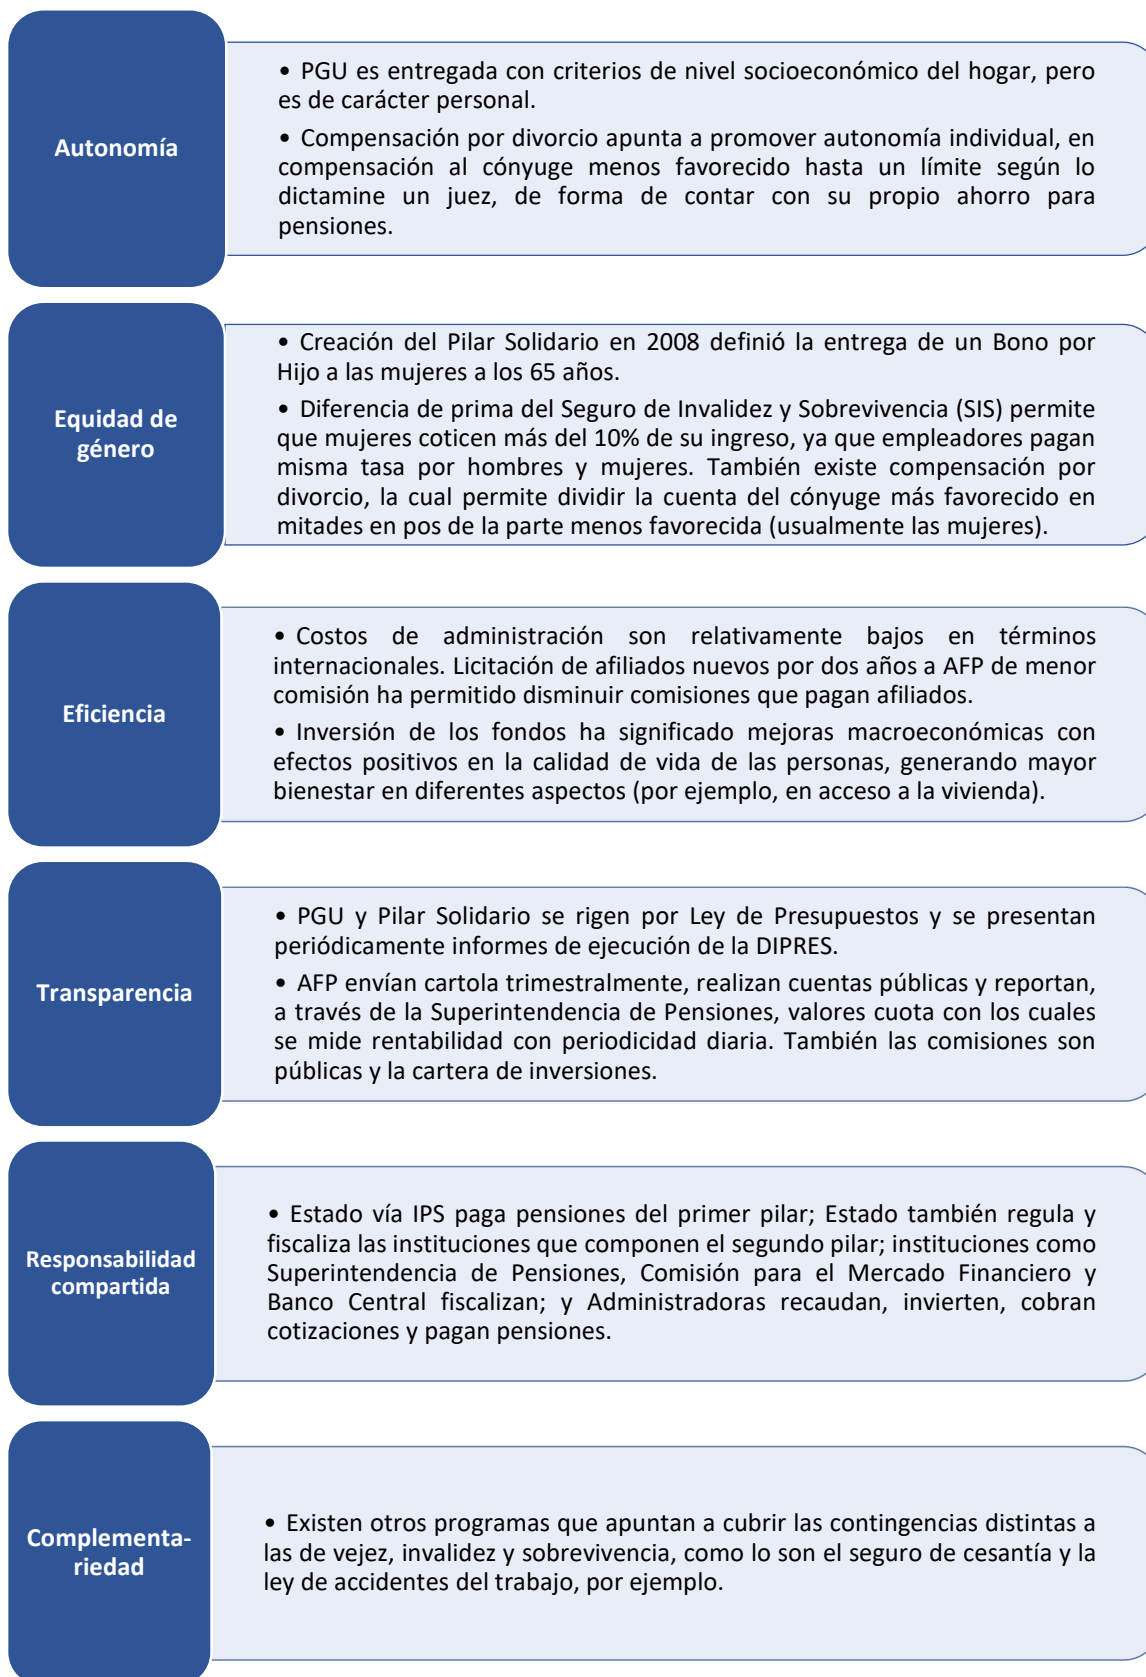 Autonomía
• PGU es entregada con criterios de nivel socioeconómico del hogar, pero
es de carácter personal.
• Compensación por divorcio apunta a promover autonomía individual, en
compensación al cónyuge menos favorecido hasta un límite según lo
dictamine un juez, de forma de contar con su propio ahorro para
pensiones.
Equidad de
género
• Creación del Pilar Solidario en 2008 definió la entrega de un Bono por
Hijo a las mujeres a los 65 años.
• Diferencia de prima del Seguro de Invalidez y Sobrevivencia (SIS) permite
que mujeres coticen más del 10% de su ingreso, ya que empleadores pagan
misma tasa por hombres y mujeres. También existe compensación por
divorcio, la cual permite dividir la cuenta del cónyuge más favorecido en
mitades en pos de la parte menos favorecida (usualmente las mujeres).
Eficiencia
• Costos de administración son relativamente bajos en términos
internacionales. Licitación de afiliados nuevos por dos años a AFP de menor
comisión ha permitido disminuir comisiones que pagan afiliados.
• Inversión de los fondos ha significado mejoras macroeconómicas con
efectos positivos en la calidad de vida de las personas, generando mayor
bienestar en diferentes aspectos (por ejemplo, en acceso a la vivienda).
Transparencia
• PGU y Pilar Solidario se rigen por Ley de Presupuestos y se presentan
periódicamente informes de ejecución de la DIPRES.
• AFP envían cartola trimestralmente, realizan cuentas públicas y reportan,
a través de la Superintendencia de Pensiones, valores cuota con los cuales
se mide rentabilidad con periodicidad diaria. También las comisiones son
públicas y la cartera de inversiones.
Responsabilidad
compartida
• Estado vía IPS paga pensiones del primer pilar; Estado también regula y
fiscaliza las instituciones que componen el segundo pilar; instituciones como
Superintendencia de Pensiones, Comisión para el Mercado Financiero y
Banco Central fiscalizan; y Administradoras recaudan, invierten, cobran
cotizaciones y pagan pensiones.
Complementa-
riedad
• Existen otros programas que apuntan a cubrir las contingencias distintas a
las de vejez, invalidez y sobrevivencia, como lo son el seguro de cesantía y la
ley de accidentes del trabajo, por ejemplo.